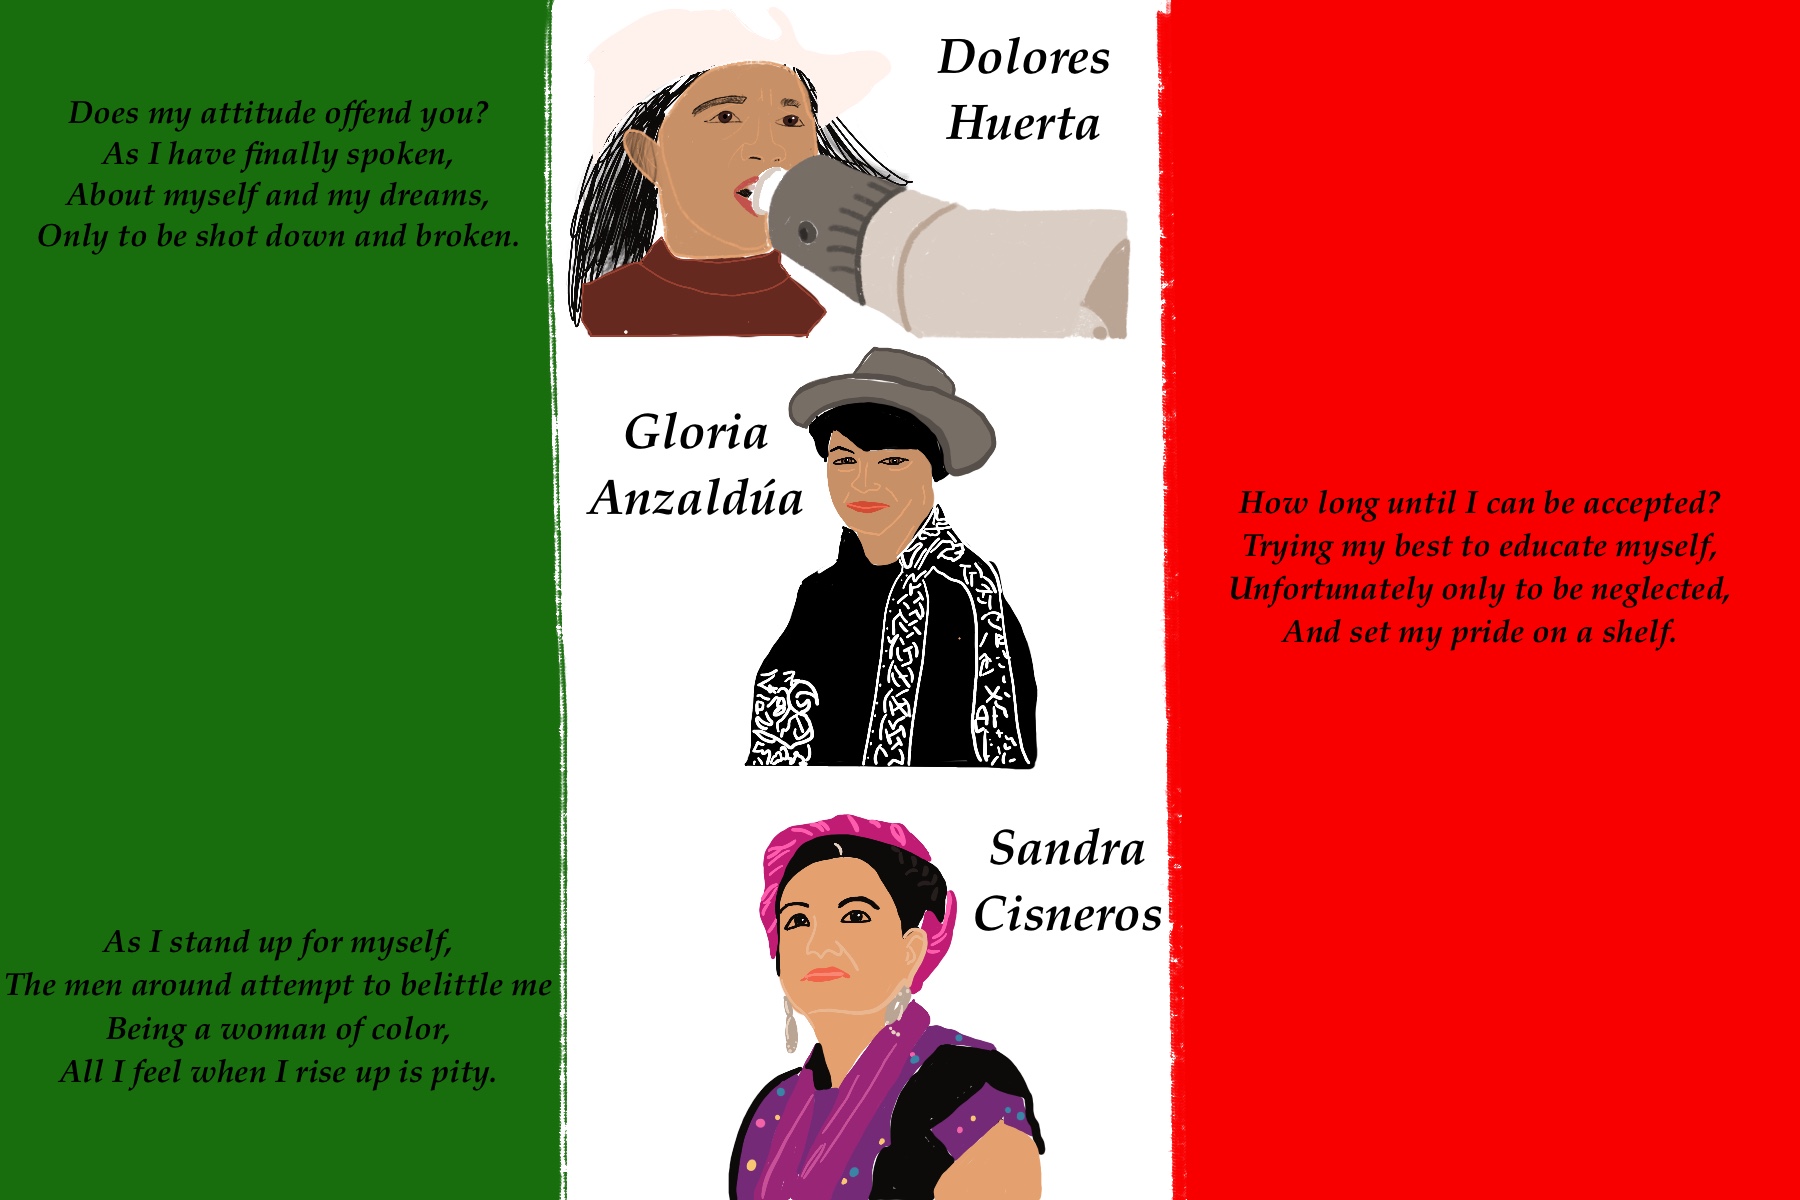 Dolores
Huerta
Does my attitude offend you?
As I have finally spoken,
About myself and my dreams,
Only to be shot down and broken.
Gloria
Anzaldúa
How long until I can be accepted?
Trying my best to educate myself,
Unfortunately only to be neglected,
And set my pride on a shelf.
Sandra
Cisneros
As I stand up for myself,
The men around attempt to belittle me
Being a woman of color,
All I feel when I rise up is pity.